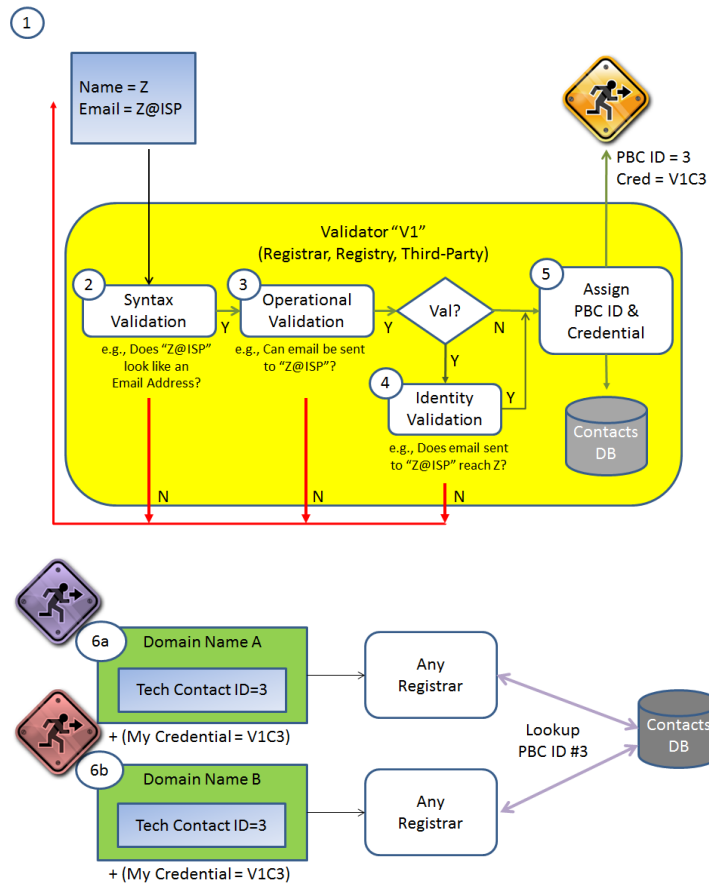 1
Name = Z
Email = Z@ISP
PBC ID = 3
Cred = V1C3
Validator “V1”
(Registrar, Registry, Third-Party)
2
Syntax
Validation
Y
e.g., Does “Z@ISP”
look like an
Email Address?
N
3
Operational
Validation
Y
e.g., Can email be sent
to “Z@ISP”?
N
Val?
N
Y
4
Identity
Validation
Y
e.g., Does email sent
to “Z@ISP” reach Z?
N
5
Assign
PBC ID &
Credential
Contacts
DB
6a
Domain Name A
Tech Contact ID=3
+ (My Credential = V1C3)
Any
Registrar
6b
Domain Name B
Tech Contact ID=3
+ (My Credential = V1C3)
Any
Registrar
Lookup
PBC ID #3
Contacts
DB